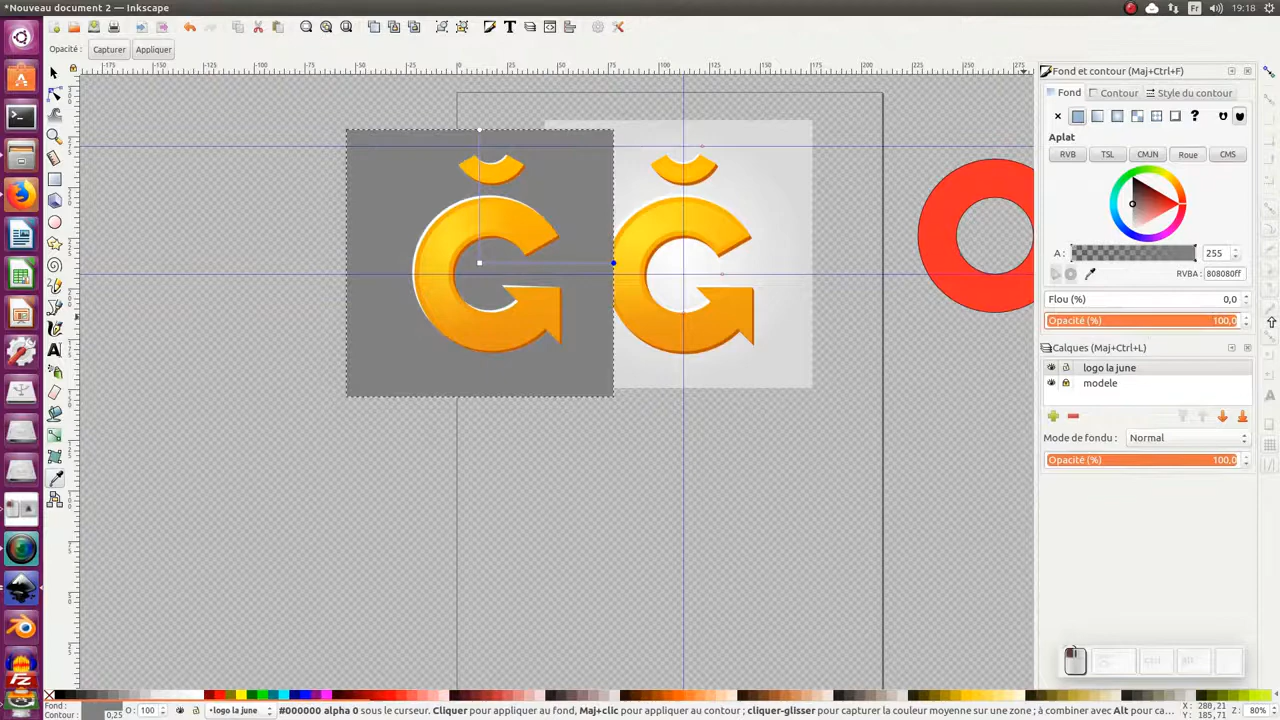 *Nouveau document 2 — Inkscape
Fr
19:18
Opacité :
Capturer
Appliquer
Fond et contour (Maj+Ctrl+F)
Fond
Contour
Style du contour
Aplat
RVB
TSL
CMJN
Roue
CMS
A :
255
RVBA :
808080ff
Flou (%)
0,0
Opacité (%)
100,0
Calques (Maj+Ctrl+L)
logo la june
modele
Mode de fondu :
Normal
Opacité (%)
100,0
Fond :
Contour :
0,25
O :
100
•logo la june
#000000 alpha 0 sous le curseur. Cliquer pour appliquer au fond, Maj+clic pour appliquer au contour; cliquer-glisser pour capturer la couleur moyenne sur une zone ; à combiner avec Alt pour ca
X : 280,21
Y : 185,71
Z :
80%